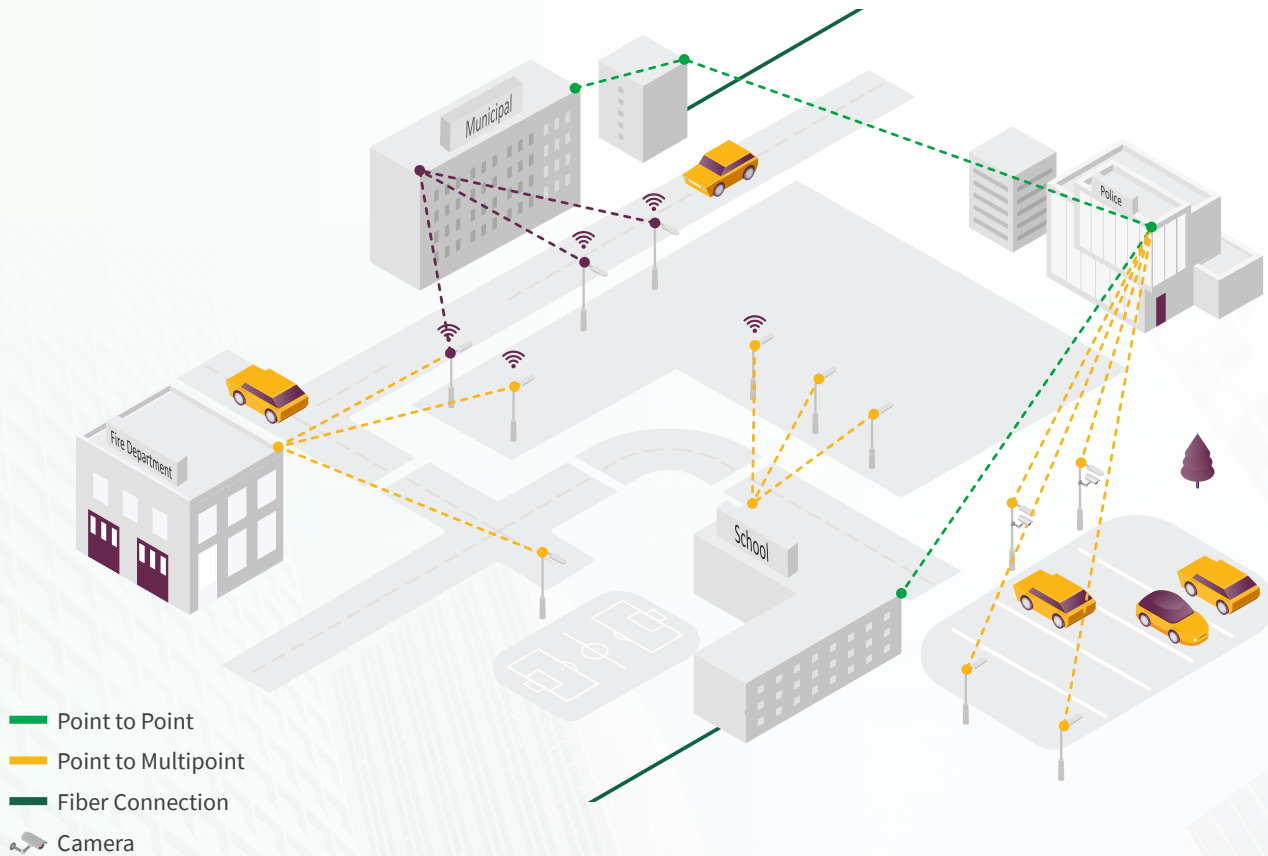 Municipal
Police
Fire Department
School
Point to Point
Point to Multipoint
Fiber Connection
Camera